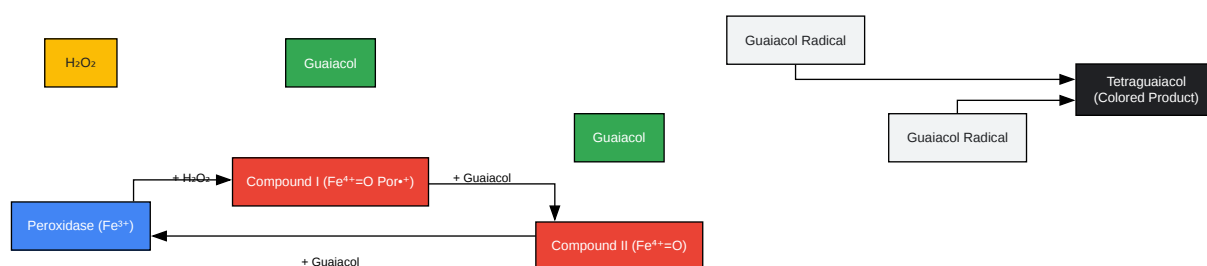 Guaiacol Radical
H₂O₂
Guaiacol
Tetraguaiacol
(Colored Product)
Guaiacol
Guaiacol Radical
+ H₂O₂
Compound I (Fe⁴⁺=O Por•⁺)
+ Guaiacol
Peroxidase (Fe³⁺)
Compound II (Fe⁴⁺=O)
+ Guaiacol